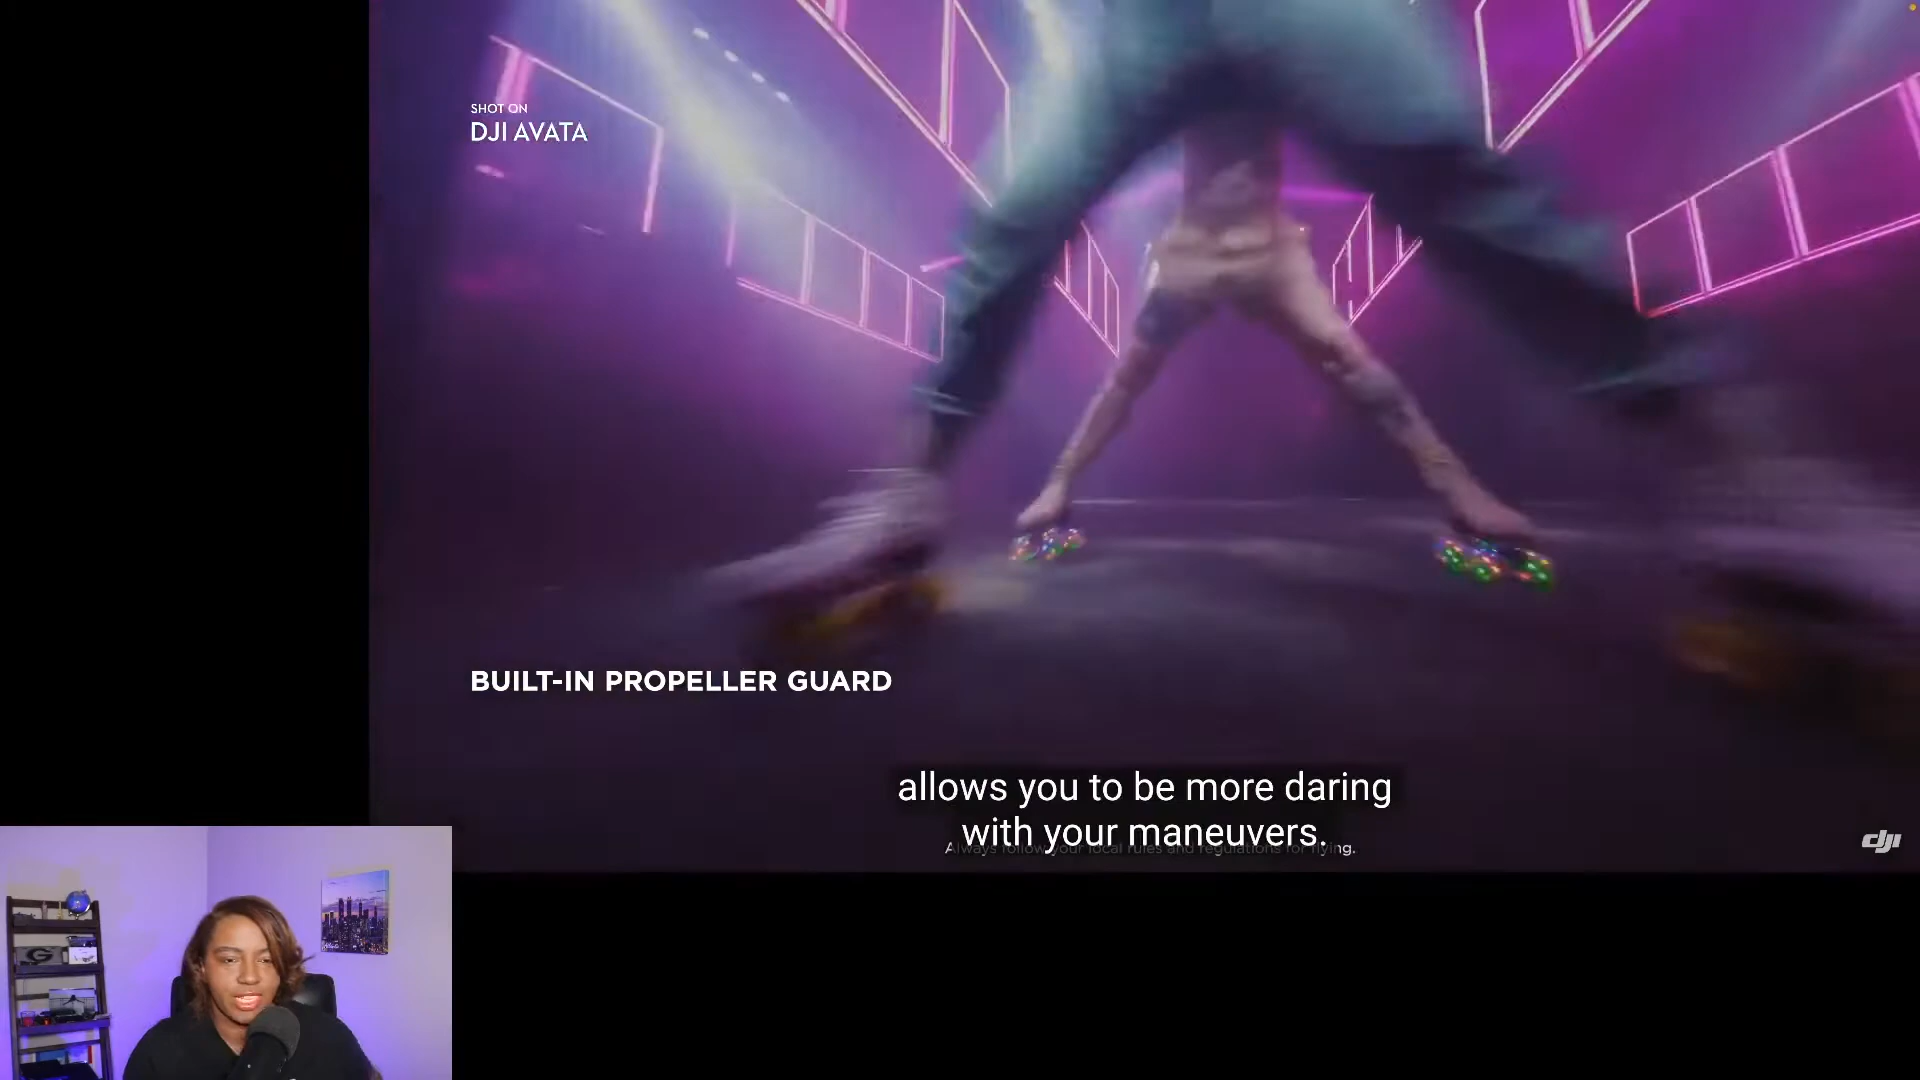 SHOT ON
DJI AVATA
BUILT-IN PROPELLER GUARD
allows you to be more daring
with your maneuvers.
Always follow your local rules and regulations for flying.
dji
G